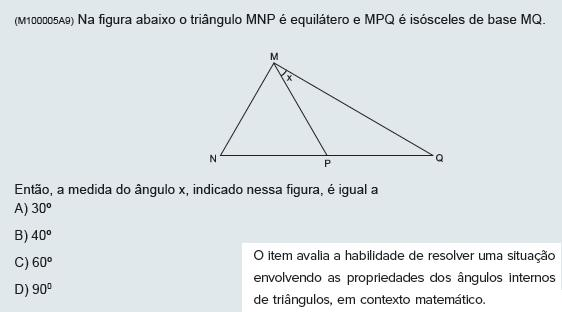 (M100005A9) Na figura abaixo o triângulo MNP é equilátero e MPQ é isósceles de base MQ.
M
x
N
P
Q
Então, a medida do ângulo x, indicado nessa figura, é igual a
A) 30º
B) 40º
C) 60º
D) 90⁰
O item avalia a habilidade de resolver uma situação
envolvendo as propriedades dos ângulos internos
de triângulos, em contexto matemático.